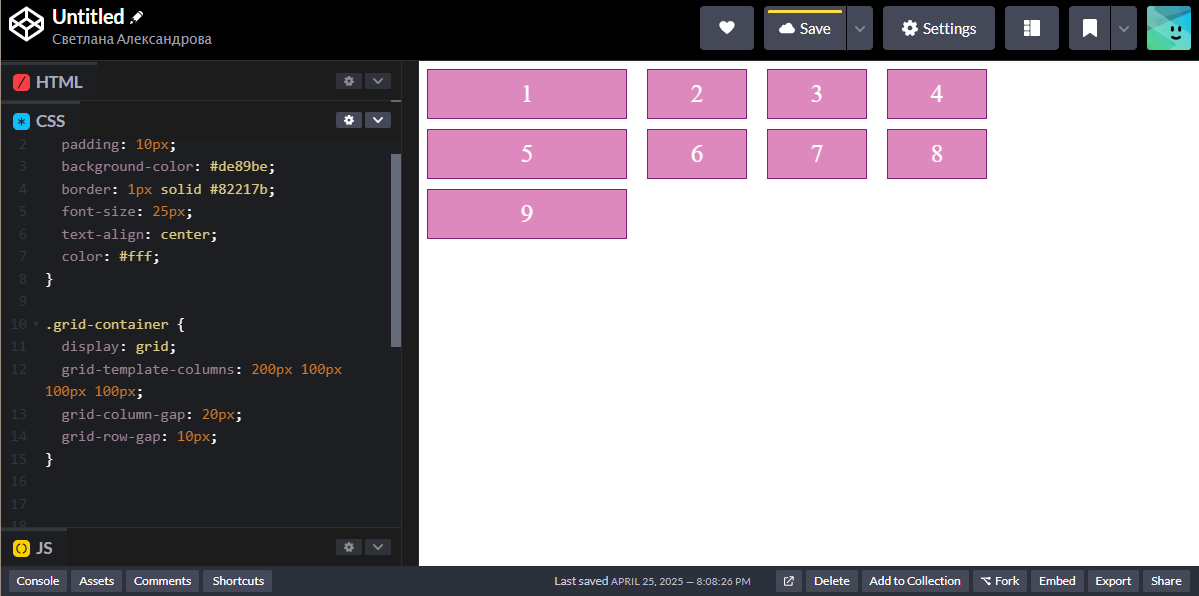 Untitled
Светлана Александрова
Save
Settings
HTML
CSS
2 padding: 10px;
3 background-color: #de89be;
4 border: 1px solid #82217b;
5 font-size: 25px;
6 text-align: center;
7 color: #fff;
8 }
9
10 .grid-container {
11 display: grid;
12 grid-template-columns: 200px 100px
100px 100px;
13 grid-column-gap: 20px;
14 grid-row-gap: 10px;
15 }
16
17
18
JS
1 2 3 4
5 6 7 8
9
Console Assets Comments Shortcuts Last saved APRIL 25, 2025 — 8:08:26 PM Delete Add to Collection Fork Embed Export Share